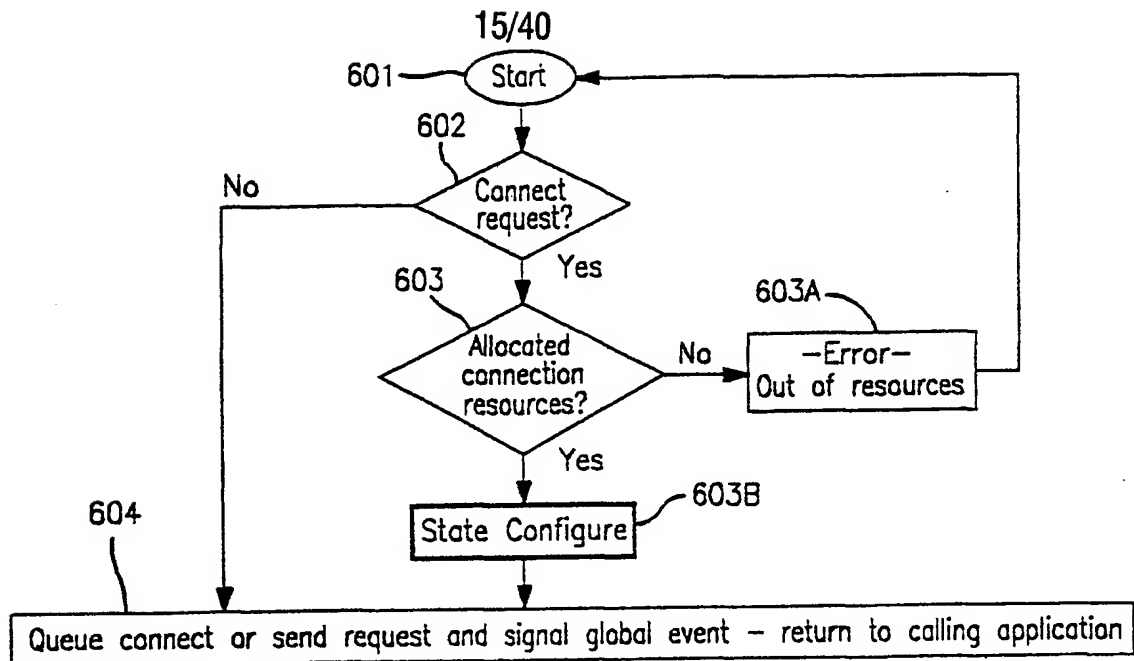 15/40
601
Start
602
No
Connect
request?
Yes
603
603A
Allocated
connection
resources?
No
-Error-
Out of resources
Yes
603B
State Configure
604
Queue connect or send request and signal global event – return to calling application